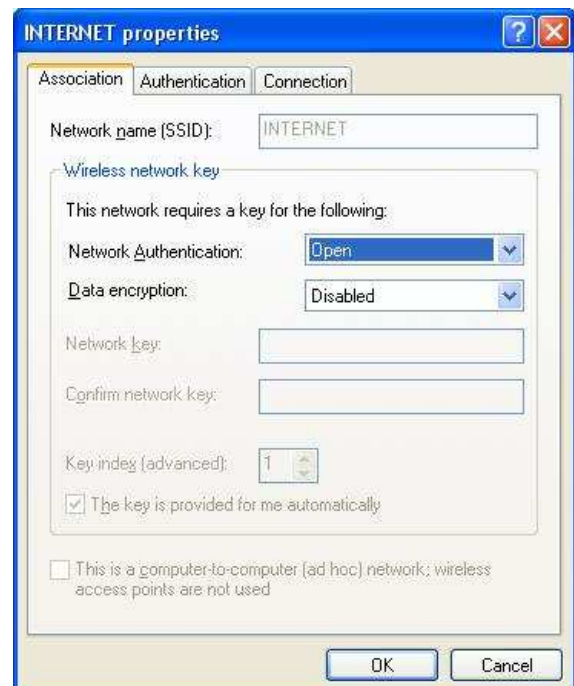 INTERNET properties
Association Authentication Connection
Network name (SSID): INTERNET
Wireless network key
This network requires a key for the following:
Network Authentication: Open
Data encryption: Disabled
Network key:
Confirm network key:
Key index (advanced): 1
The key is provided for me automatically
This is a computer-to-computer (ad hoc) network; wireless
access points are not used
OK Cancel